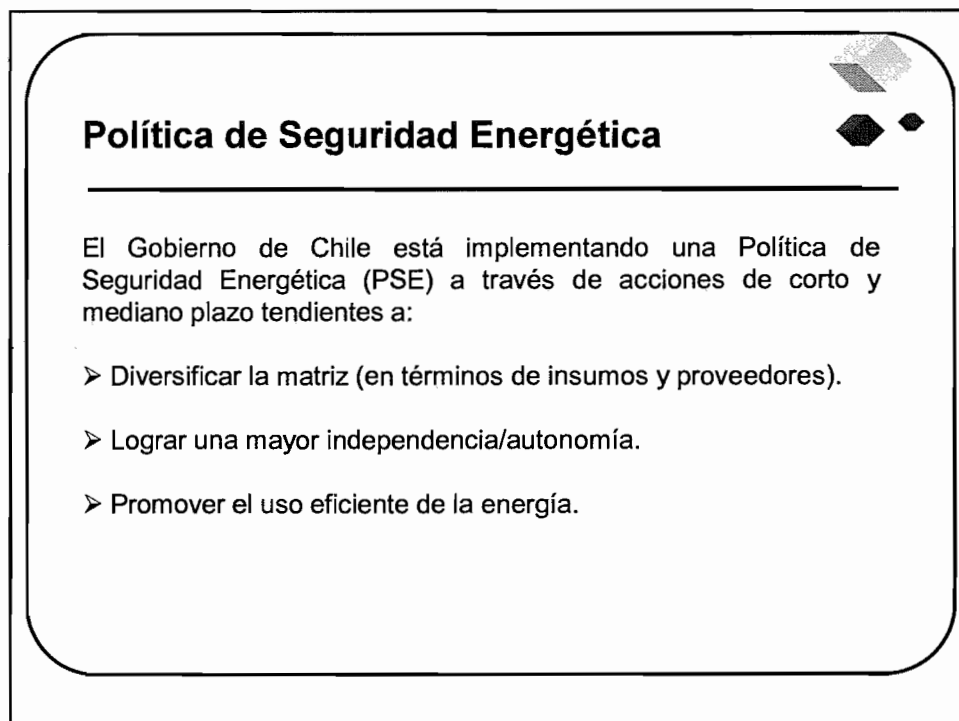 Política de Seguridad Energética
El Gobierno de Chile está implementando una Política de
Seguridad Energética (PSE) a través de acciones de corto y
mediano plazo tendientes a:
➢ Diversificar la matriz (en términos de insumos y proveedores).
➢ Lograr una mayor independencia/autonomía.
➢ Promover el uso eficiente de la energía.